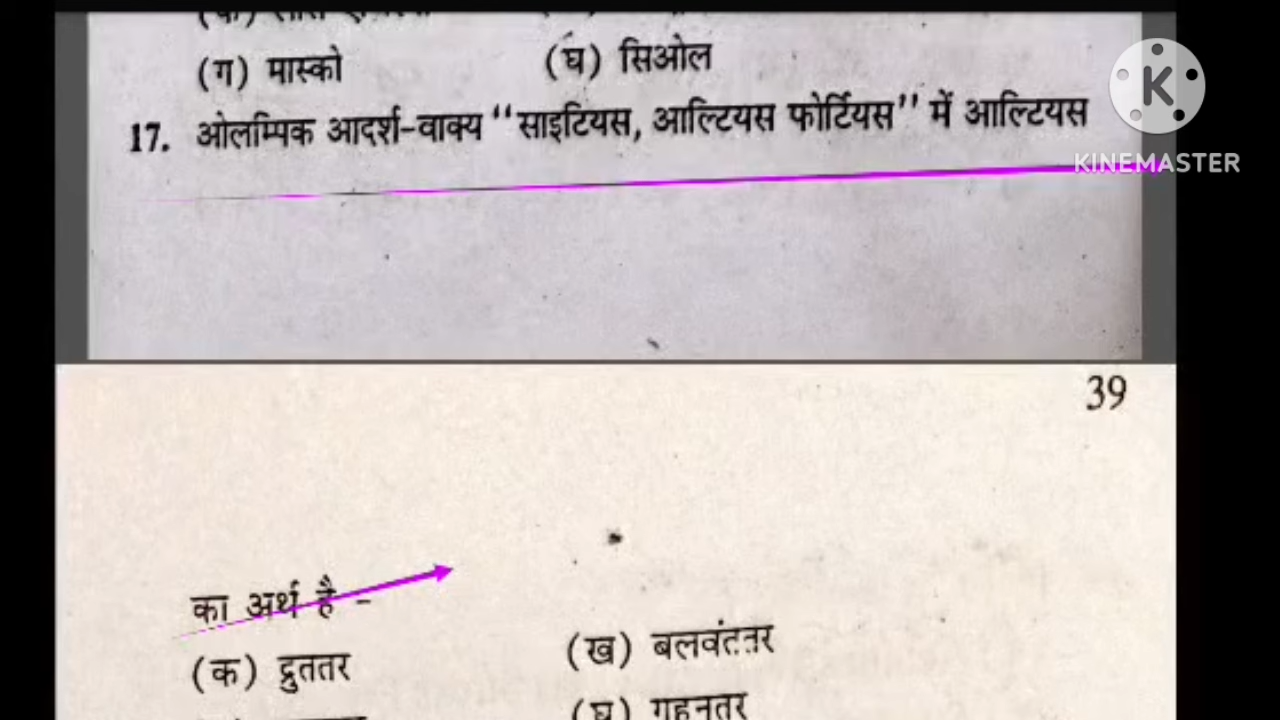 (ग) मास्को (घ) सिओल
17. ओलम्पिक आदर्श-वाक्य "साइटियस, आल्टियस फोर्टियस" में आल्टियस
K
KINEMASTER
39
का अर्थ है -
(क) द्रुततर (ख) बलवंततर
(घ) गहनतर